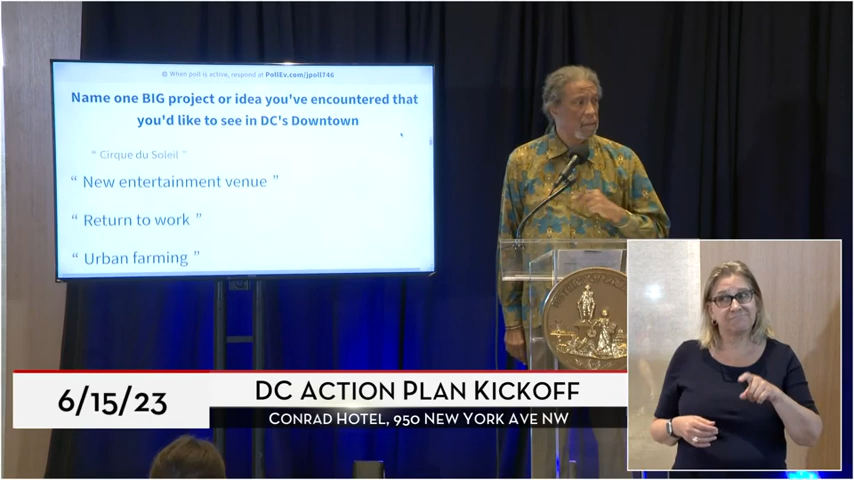 When poll is active, respond at PollEv.com/jpoll746
Name one BIG project or idea you've encountered that
you'd like to see in DC's Downtown
“ Cirque du Soleil ”
“ New entertainment venue ”
“ Return to work ”
“ Urban farming ”
6/15/23
DC ACTION PLAN KICKOFF
CONRAD HOTEL, 950 NEW YORK AVE NW